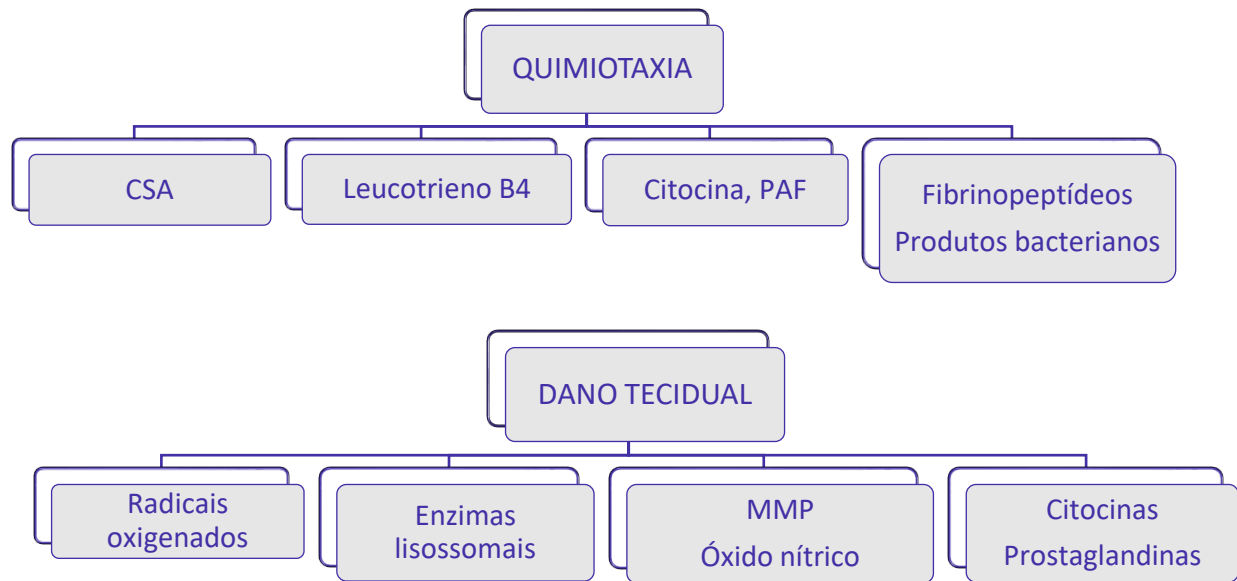 QUIMIOTAXIA
CSA
Leucotrieno B4
Citocina, PAF
Fibrinopeptídeos
Produtos bacterianos
DANO TECIDUAL
Radicais
oxigenados
Enzimas
lisossomais
MMP
Óxido nítrico
Citocinas
Prostaglandinas